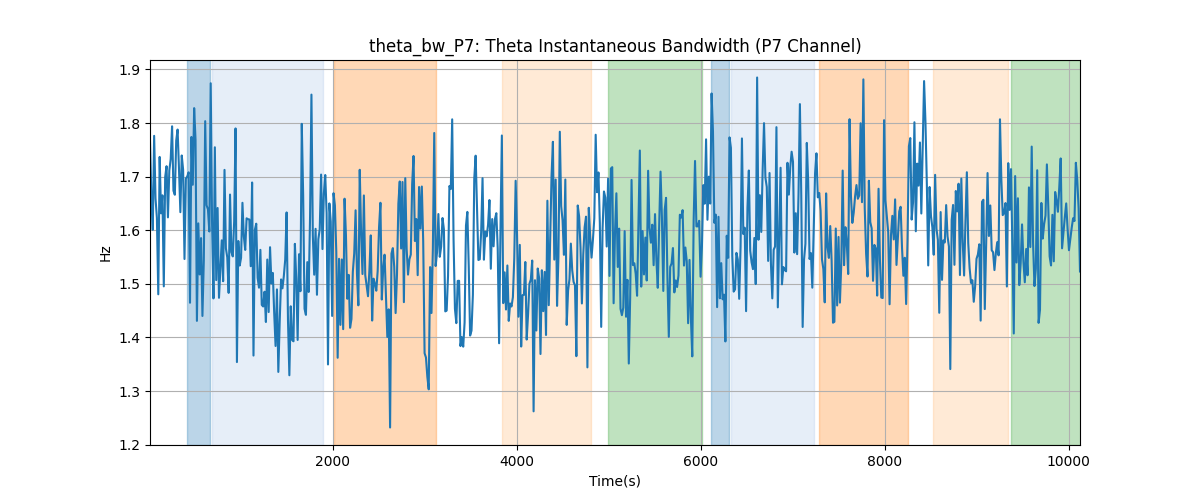 theta_bw_P7: Theta Instantaneous Bandwidth (P7 Channel)
1.9
1.8
1.7
1.6
1.5
1.4
1.3
1.2
Hz
2000 4000 6000 8000 10000
Time(s)